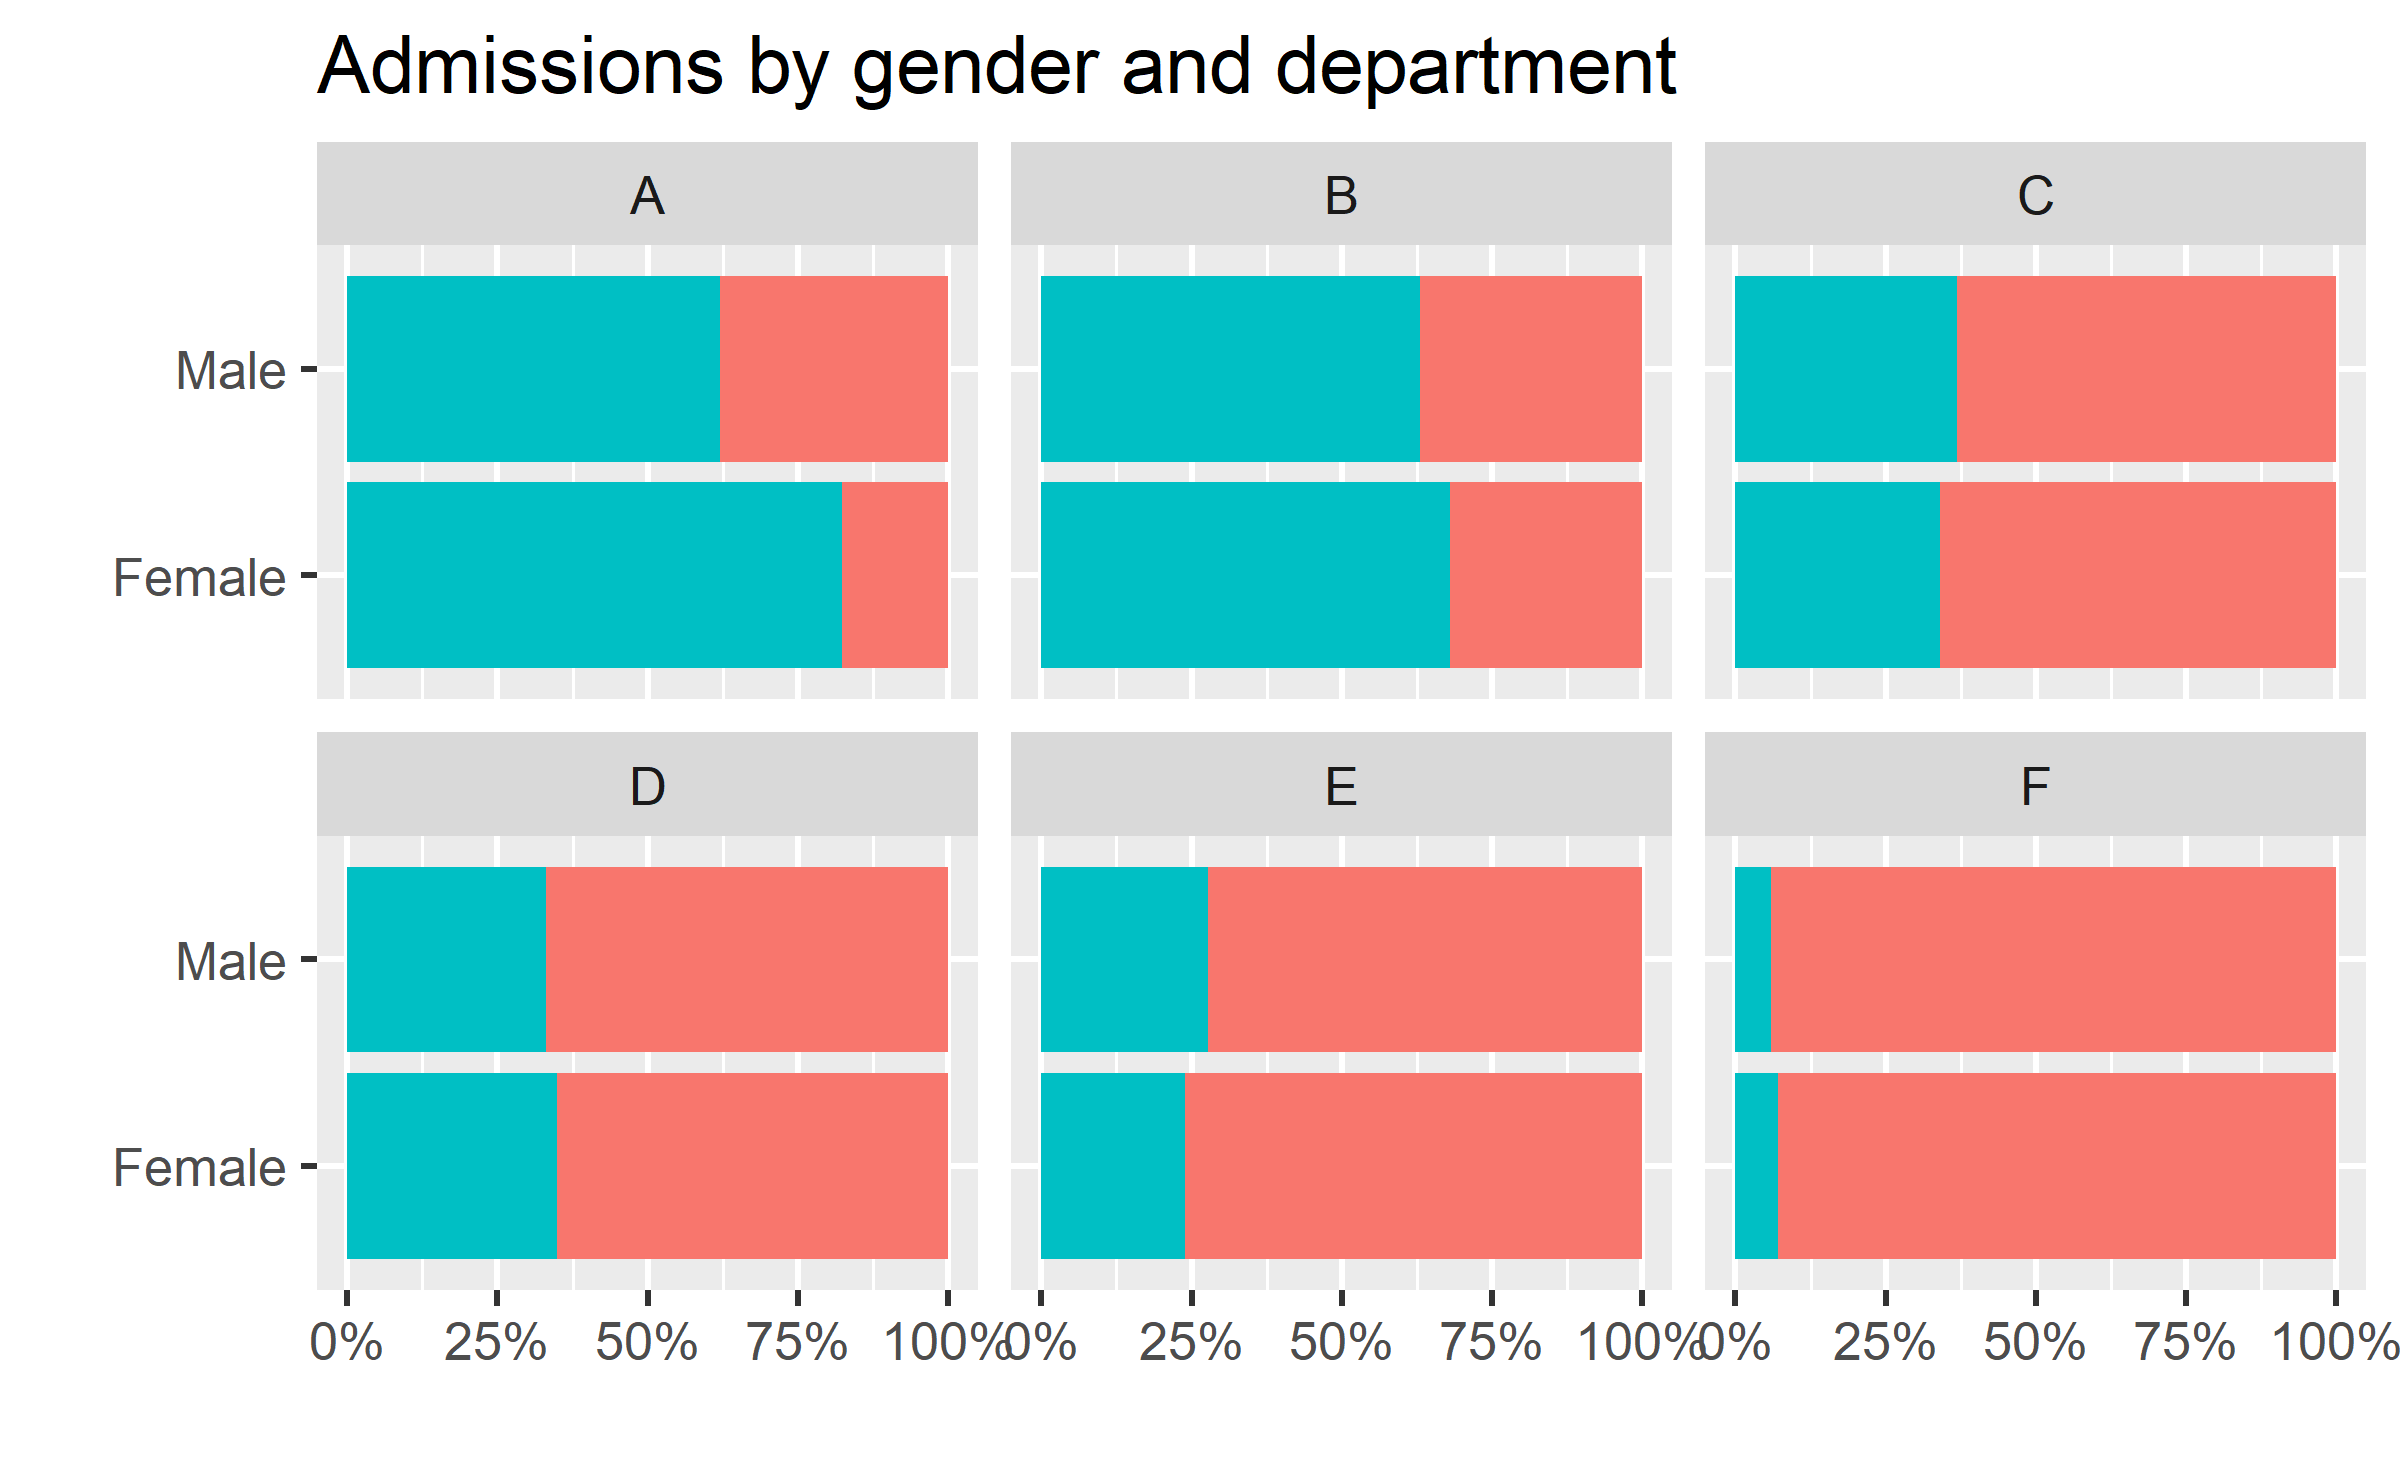 Admissions by gender and department
A B C
Male
Female
D E F
Male
Female
0% 25% 50% 75% 100% 0% 25% 50% 75% 100% 0% 25% 50% 75% 100%